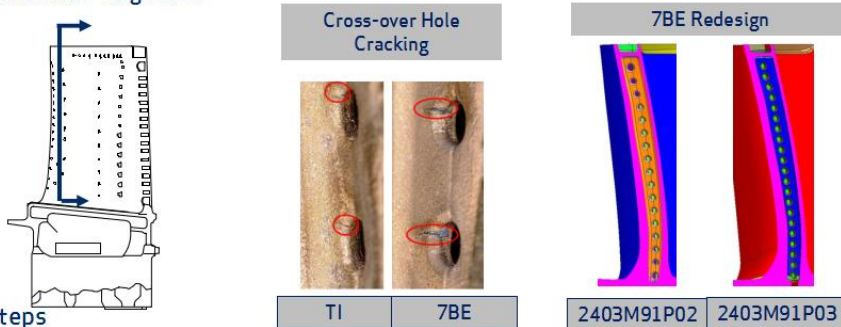 Cross-over Hole
Cracking
7BE Redesign
TI
7BE
2403M91P02
2403M91P03
teps